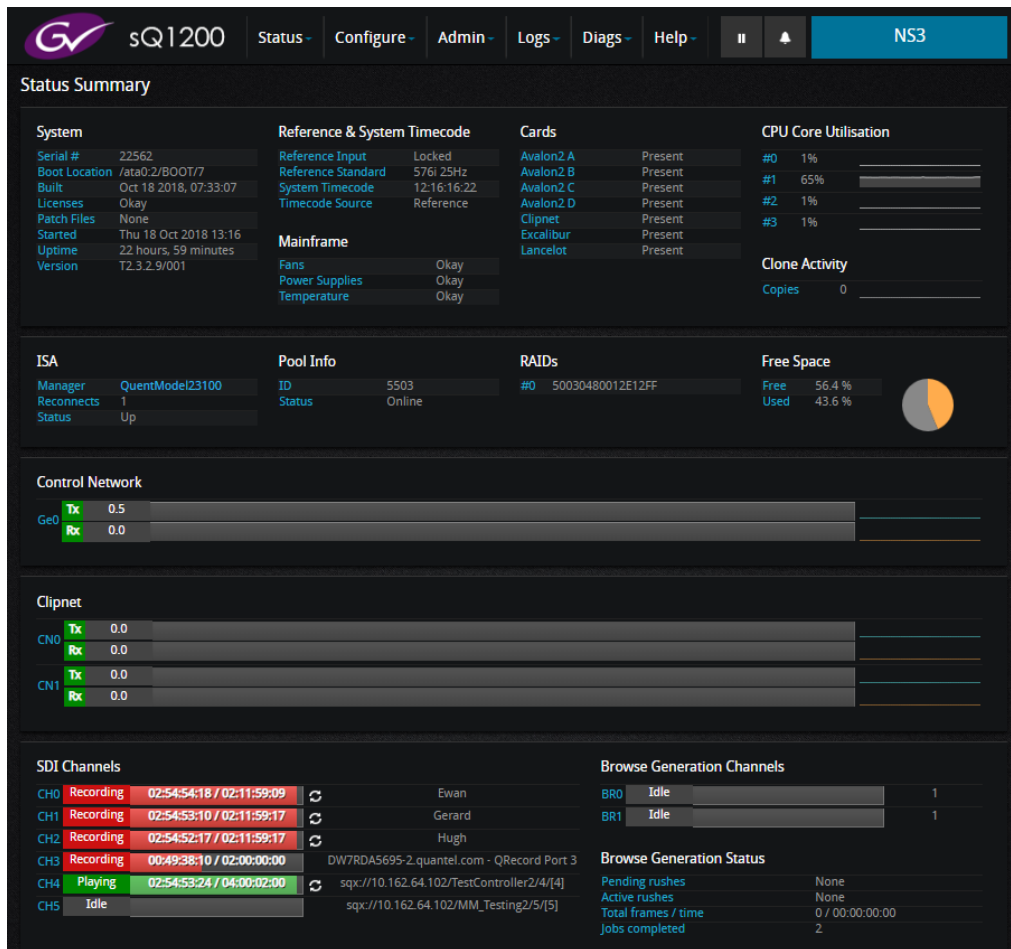 GV sQ1200 Status Configure Admin Logs Diags Help NS3
Status Summary
System
Serial # 22562
Boot Location /ata0:2/BOOT/7
Built Oct 18 2018, 07:33:07
Licenses Okay
Patch Files None
Started Thu 18 Oct 2018 13:16
Uptime 22 hours, 59 minutes
Version T2.3.2.9/001
Reference & System Timecode
Reference Input Locked
Reference Standard 576i 25Hz
System Timecode 12:16:16:22
Timecode Source Reference
Mainframe
Fans Okay
Power Supplies Okay
Temperature Okay
Cards
Avalon2 A Present
Avalon2 B Present
Avalon2 C Present
Avalon2 D Present
Clipnet Present
Excalibur Present
Lancelot Present
CPU Core Utilisation
#0 1%
#1 65%
#2 1%
#3 1%
Clone Activity
Copies 0
ISA
Manager QuentModel23100
Reconnects 1
Status Up
Pool Info
ID 5503
Status Online
RAIDs
#0 50030480012E12FF
Free Space
Free 56.4 %
Used 43.6 %
Control Network
Ge0
Tx 0.5
Rx 0.0
Clipnet
CN0
Tx 0.0
Rx 0.0
CN1
Tx 0.0
Rx 0.0
SDI Channels
CH0 Recording 02:54:54:18 / 02:11:59:09 Ewan
CH1 Recording 02:54:53:10 / 02:11:59:17 Gerard
CH2 Recording 02:54:52:17 / 02:11:59:17 Hugh
CH3 Recording 00:49:38:10 / 02:00:00:00 DW7RDA5695-2.quantel.com - QRecord Port 3
CH4 Playing 02:54:53:24 / 04:00:02:00 sqx://10.162.64.102/TestController2/4/[4]
CH5 Idle sqx://10.162.64.102/MM_Testing2/5/[5]
Browse Generation Channels
BR0 Idle 1
BR1 Idle 1
Browse Generation Status
Pending rushes None
Active rushes None
Total frames / time 0 / 00:00:00:00
Jobs completed 2